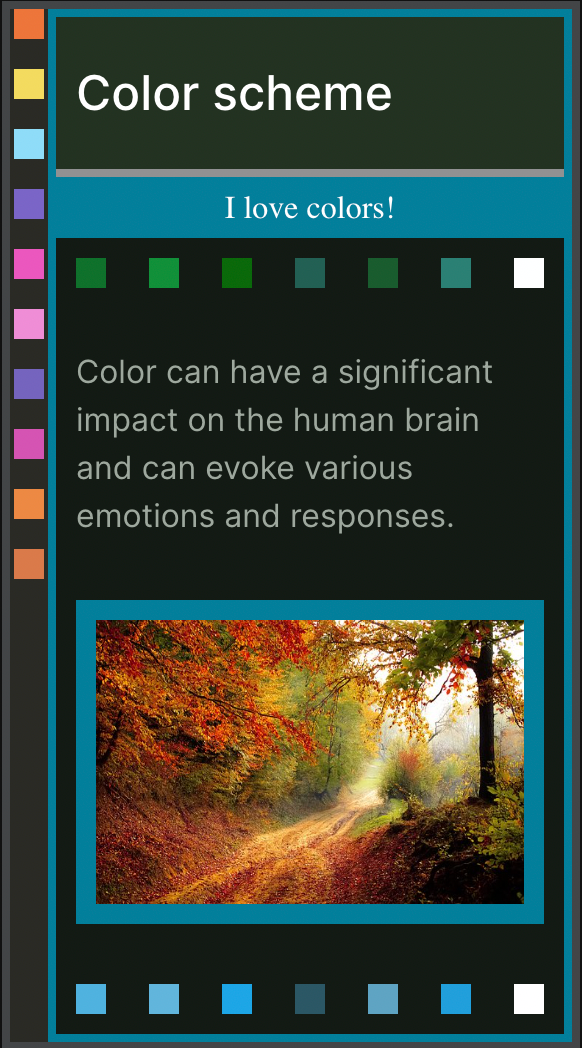 Color scheme
I love colors!
Color can have a significant
impact on the human brain
and can evoke various
emotions and responses.